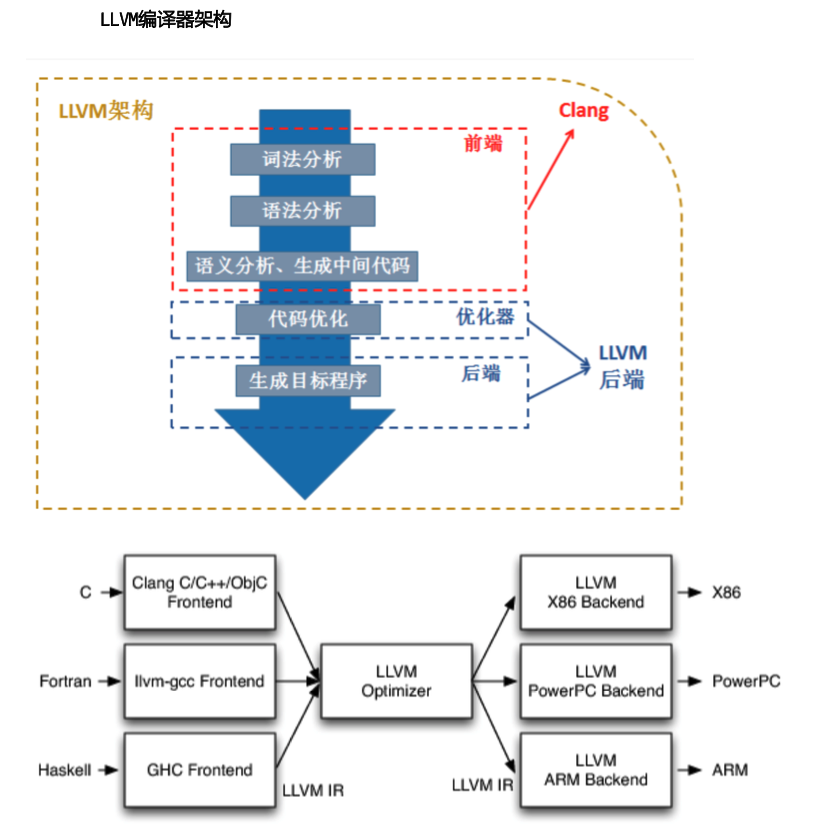 LLVM编译器架构
LLVM架构
Clang
前端
词法分析
语法分析
语义分析、生成中间代码
代码优化
优化器
LLVM
后端
生成目标程序
后端
C
Clang C/C++/ObjC
Frontend
LLVM
X86 Backend
X86
Fortran
llvm-gcc Frontend
LLVM
Optimizer
LLVM
PowerPC Backend
PowerPC
Haskell
GHC Frontend
LLVM IR
LLVM IR
LLVM
ARM Backend
ARM